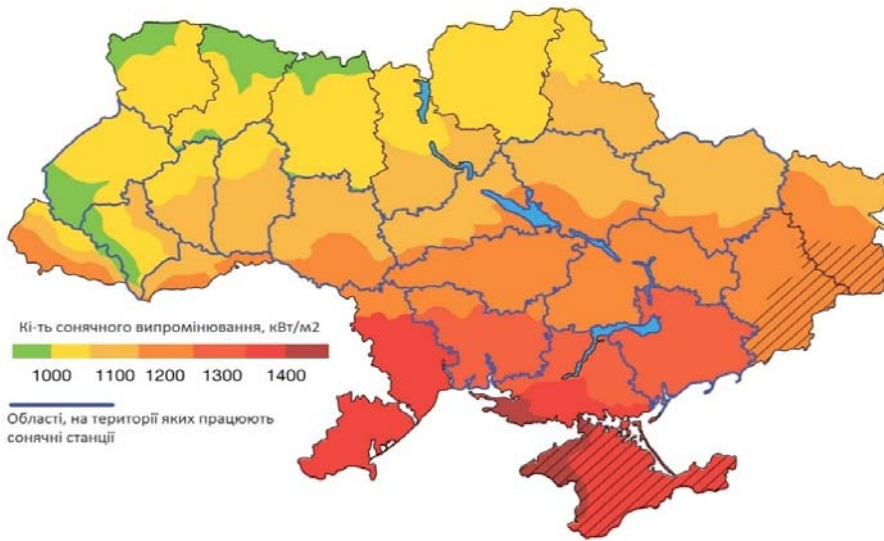 Кі-ть сонячного випромінювання, кВт/м2
1000 1100 1200 1300 1400
Області, на території яких працюють
сонячні станції